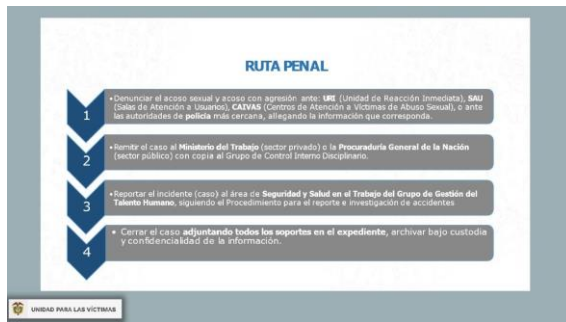 RUTA PENAL
1
• Denunciar el acoso sexual y acoso con agresión ante: URI (Unidad de Reacción Inmediata), SAU
(Salas de Atención a Usuarios), CAIVAS (Centros de Atención a Víctimas de Abuso Sexual), o ante
las autoridades de policía más cercana, allegando la información que corresponda.
2
• Remitir el caso al Ministerio del Trabajo (sector privado) o la Procuraduría General de la Nación
(sector público) con copia al Grupo de Control Interno Disciplinario.
3
• Reportar el incidente (caso) al área de Seguridad y Salud en el Trabajo del Grupo de Gestión del
Talento Humano, siguiendo el Procedimiento para el reporte e investigación de accidentes
4
• Cerrar el caso adjuntando todos los soportes en el expediente, archivar bajo custodia
y confidencialidad de la información.
UNIDAD PARA LAS VÍCTIMAS